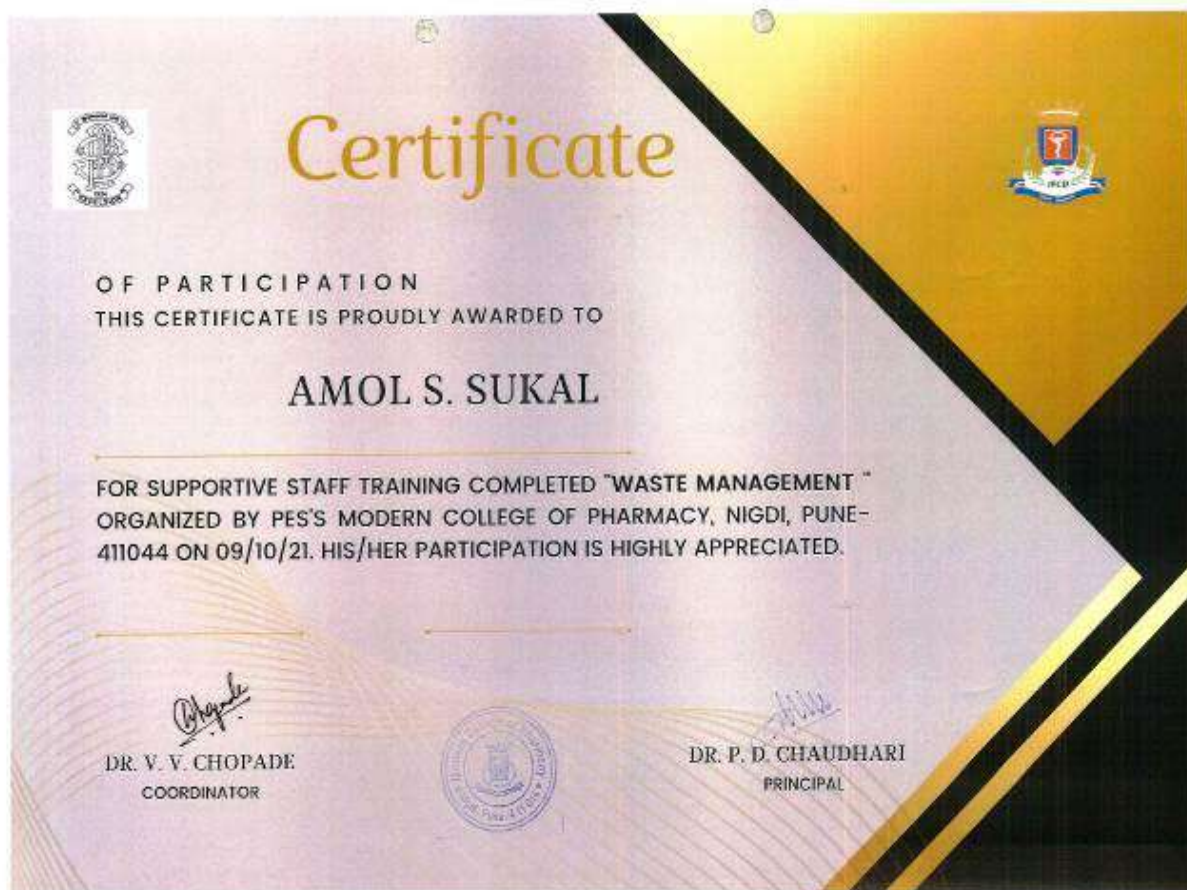 Certificate
OF PARTICIPATION
THIS CERTIFICATE IS PROUDLY AWARDED TO
AMOL S. SUKAL
FOR SUPPORTIVE STAFF TRAINING COMPLETED "WASTE MANAGEMENT "
ORGANIZED BY PES'S MODERN COLLEGE OF PHARMACY, NIGDI, PUNE-
411044 ON 09/10/21. HIS/HER PARTICIPATION IS HIGHLY APPRECIATED.
Chopade
DR. V. V. CHOPADE
COORDINATOR
DR. P. D. CHAUDHARI
PRINCIPAL